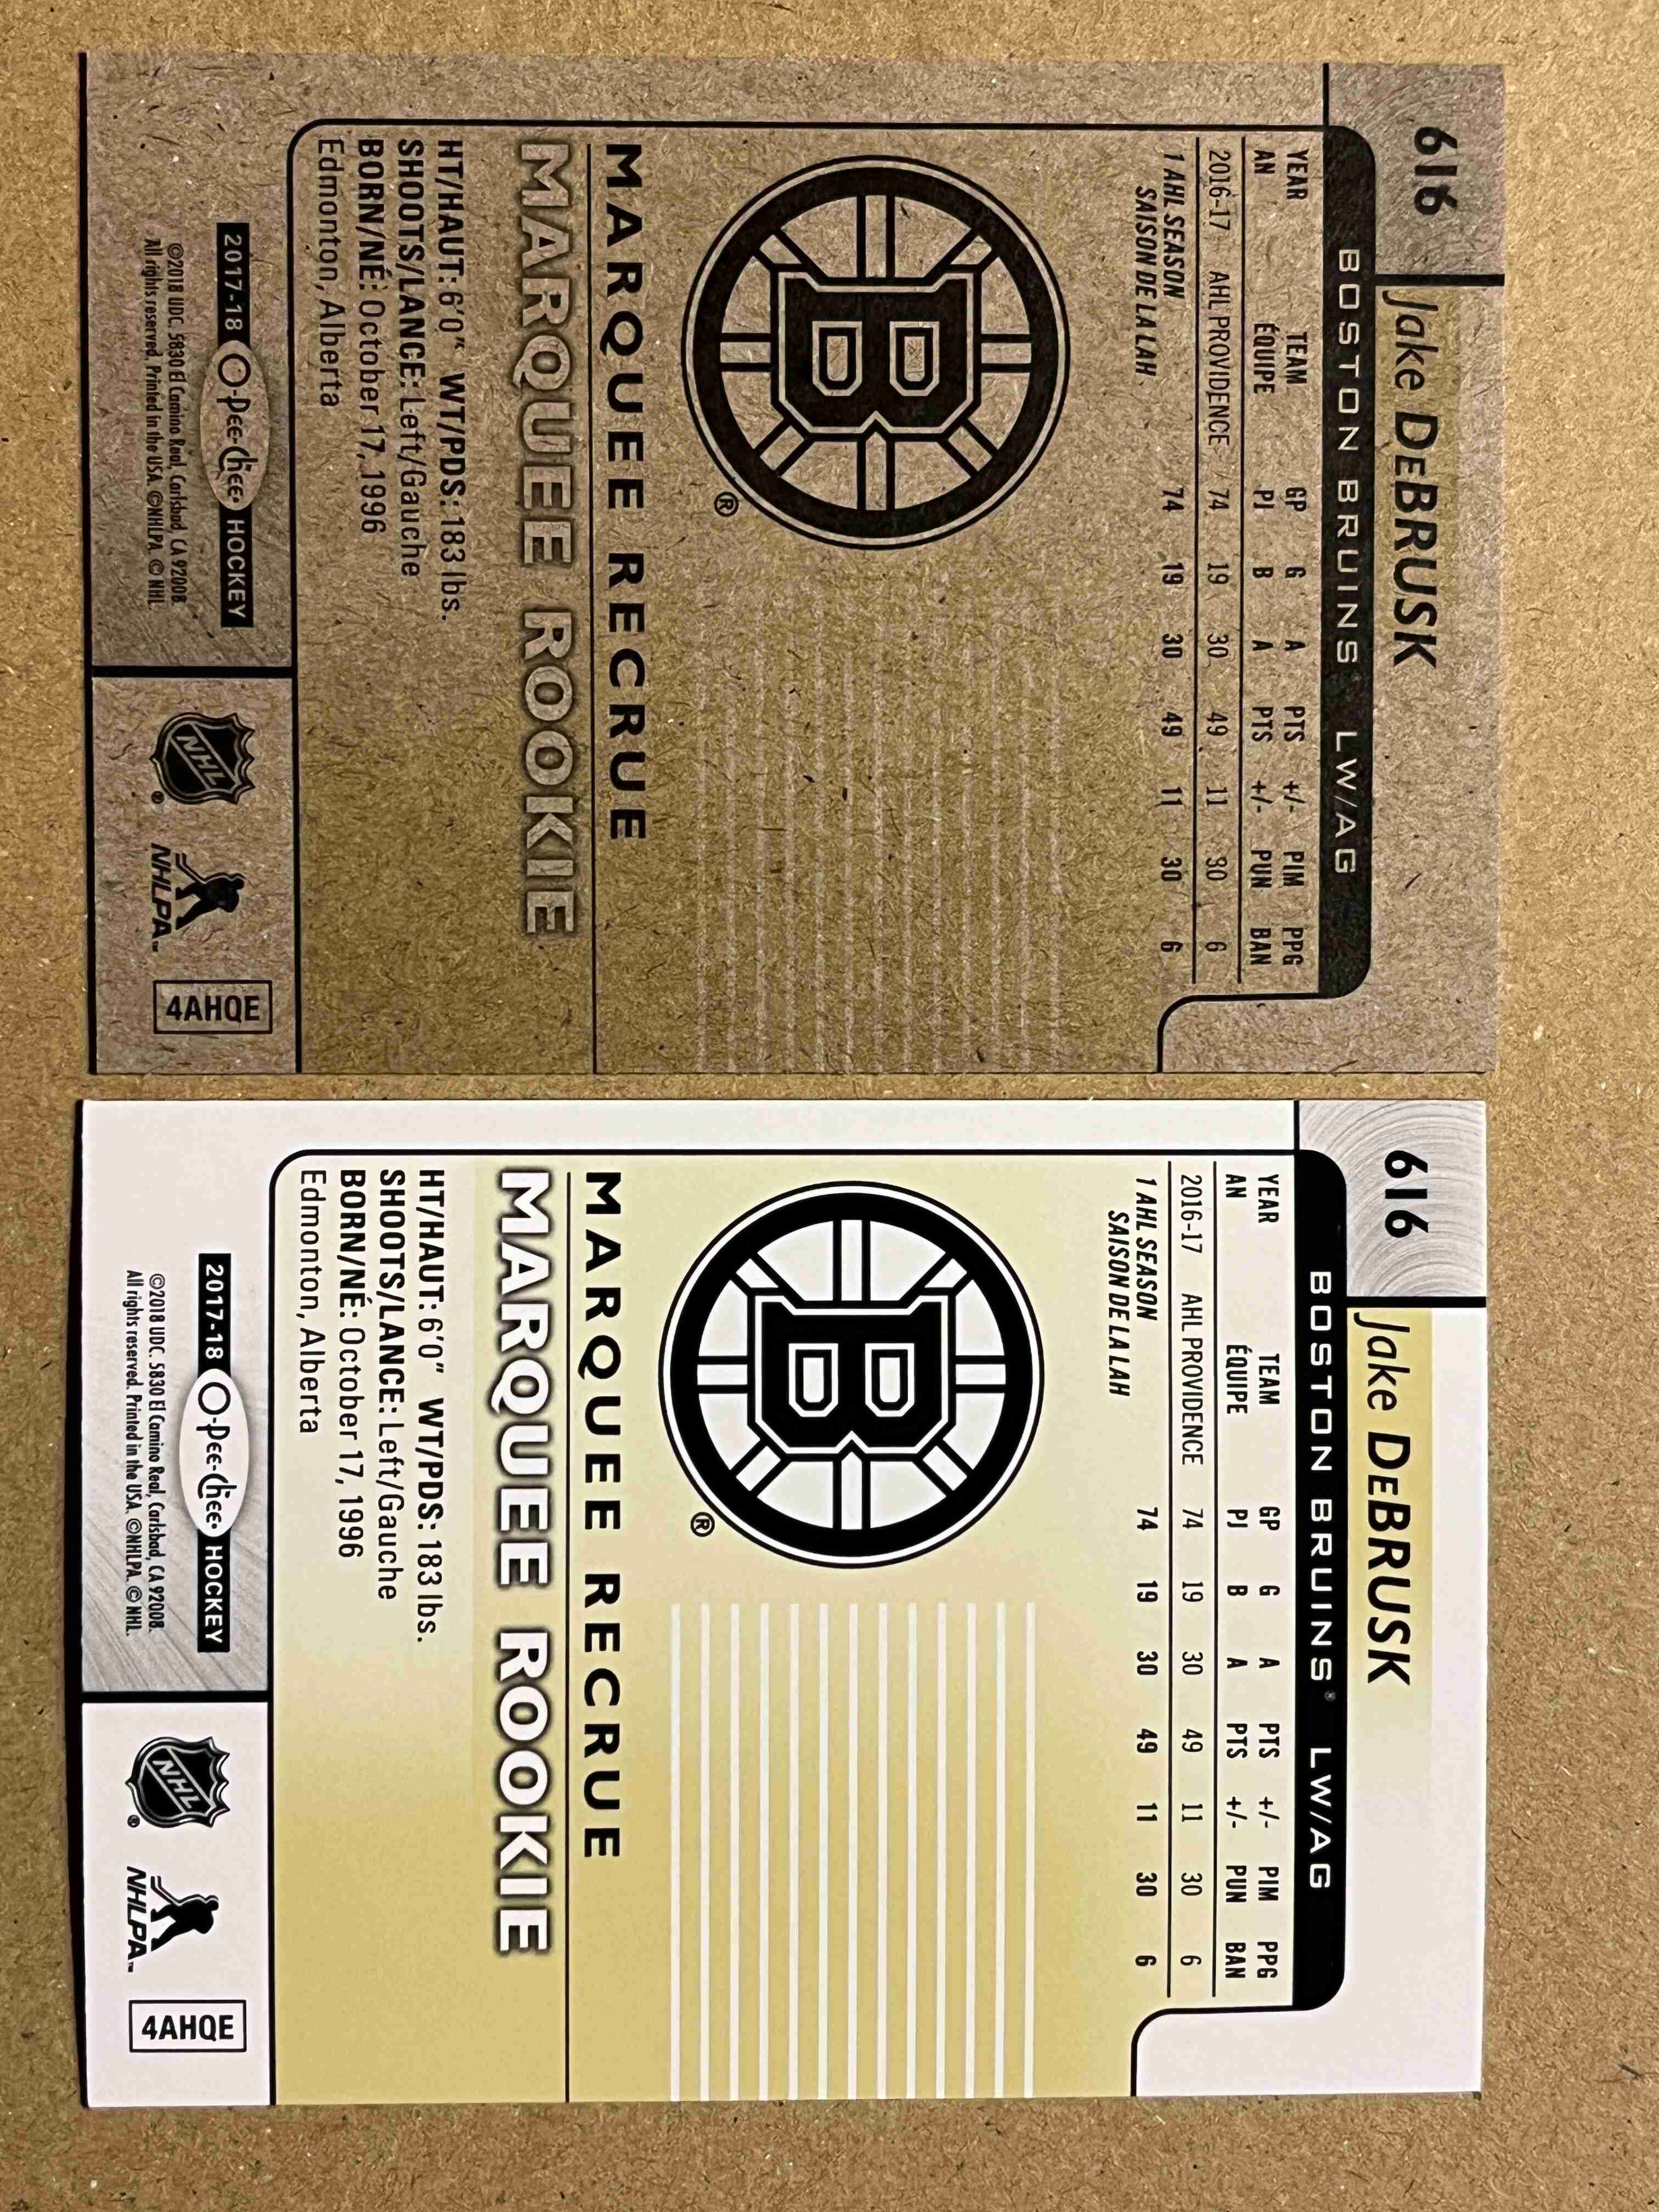 616 Jake DEBRUSK
BOSTON BRUINS LW/AG
YEAR TEAM GP G A PTS +/- PIM PPG
AN ÉQUIPE PJ B A PTS +/- PUN BAN
2016-17 AHL PROVIDENCE 74 19 30 49 11 30 6
1 AHL SEASON 74 19 30 49 11 30 6
SAISON DE LA LAH
B
®
MARQUEE RECRUE
MARQUEE ROOKIE
HT/HAUT: 6'0" WT/PDS: 183 lbs.
SHOOTS/LANCE: Left/Gauche
BORN/NÉ: October 17, 1996
Edmonton, Alberta
2017-18 O-Pee-Chee HOCKEY
©2018 UDC. 5830 El Camino Real, Carlsbad, CA 92008.
All rights reserved. Printed in the USA. ©NHLPA. © NHL.
NHL ®
NHLPA™
4AHQE
616 Jake DEBRUSK
BOSTON BRUINS® LW/AG
YEAR TEAM GP G A PTS +/- PIM PPG
AN ÉQUIPE PJ B A PTS +/- PUN BAN
2016-17 AHL PROVIDENCE 74 19 30 49 11 30 6
1 AHL SEASON 74 19 30 49 11 30 6
SAISON DE LA LAH
B
®
MARQUEE RECRUE
MARQUEE ROOKIE
HT/HAUT: 6'0" WT/PDS: 183 lbs.
SHOOTS/LANCE: Left/Gauche
BORN/NÉ: October 17, 1996
Edmonton, Alberta
2017-18 O-Pee-Chee HOCKEY
©2018 UDC. 5830 El Camino Real, Carlsbad, CA 92008.
All rights reserved. Printed in the USA. ©NHLPA. © NHL.
NHL ®
NHLPA™
4AHQE